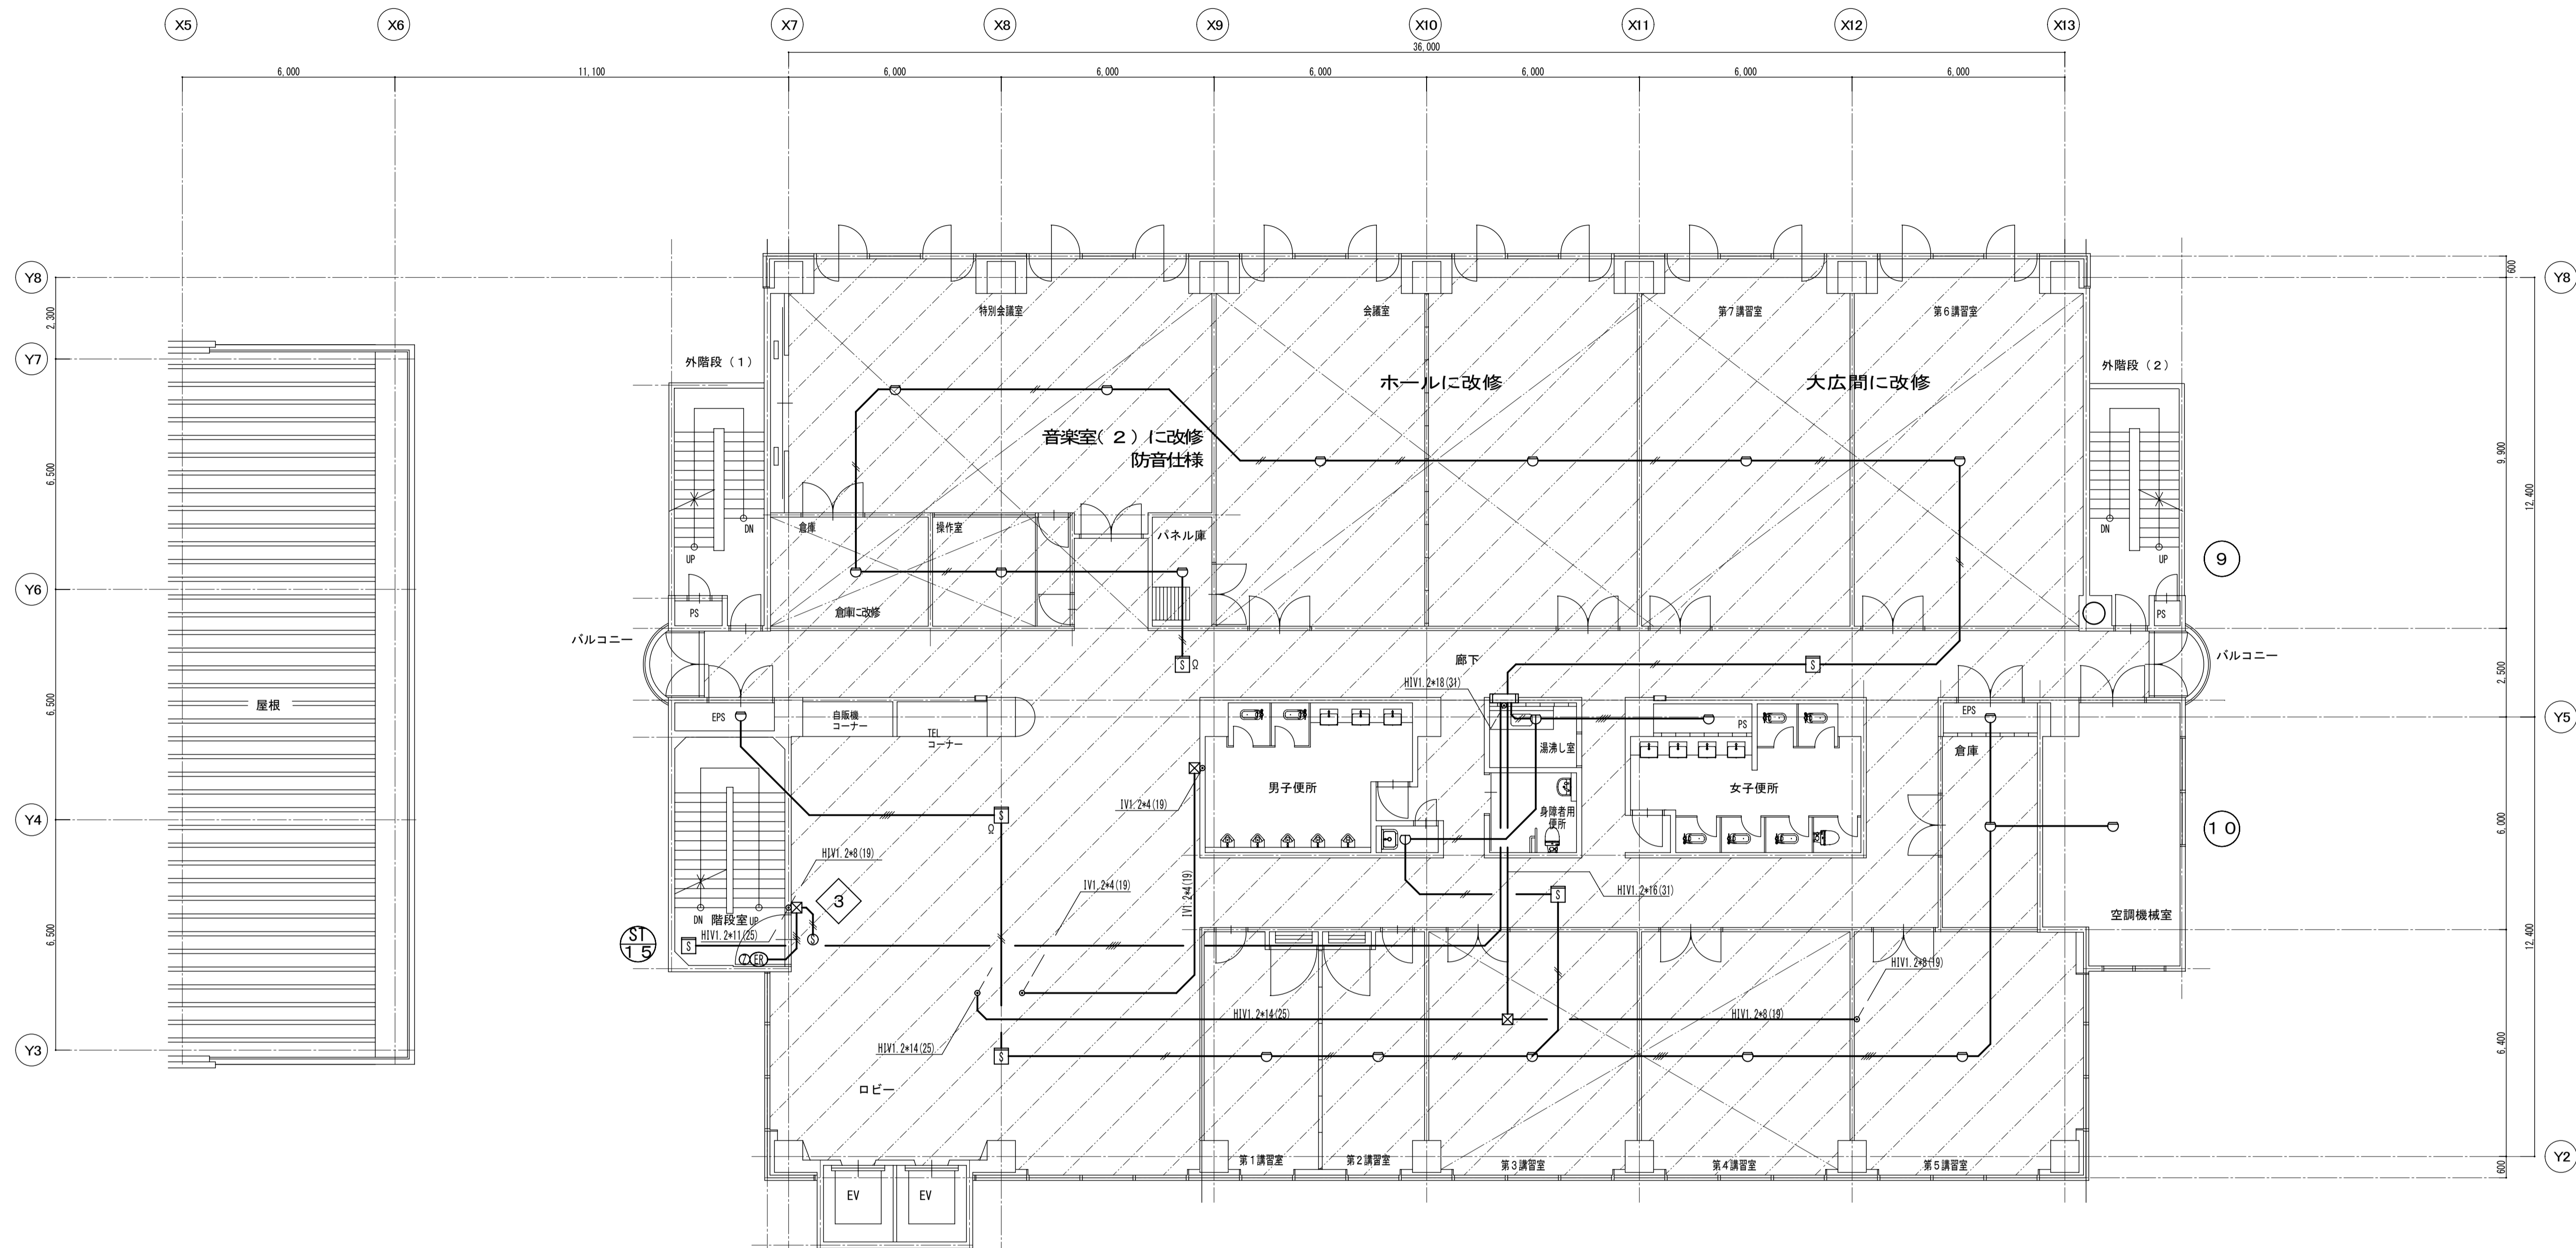 X5 X6 X7 X8 X9 X10 X11 X12 X13
36,000
6,000 11,100 6,000 6,000 6,000 6,000 6,000 6,000
600
Y8 Y8
2,300
特別会議室 会議室 第7講習室 第6講習室
Y7
外階段（1） 外階段（2）
ホールに改修 大広間に改修
音楽室（2）に改修
防音仕様
6,500 9,900
12,400
倉庫 操作室 パネル庫
DN DN
UP UP
9
Y6
PS 倉庫に改修 PS
バルコニー バルコニー
廊下
S Ω S
2,500
HIV1.2*18(31)
屋根
6,500
EPS 自販機
コーナー
TEL
コーナー
PS EPS
Y5
湯沸し室 倉庫
男子便所 女子便所
IV1.2*4(19)
身障者用
便所
S
Ω
Y4
6,000
10
HIV1.2*8(19)
IV1.2*4(19)
IV1.2*4(19)
HIV1.2*16(31)
S
3
DN 階段室 UP
空調機械室
HIV1.2*11(25)
ST
15
S S
ER
6,500
12,400
HIV1.2*8(19)
HIV1.2*14(25) HIV1.2*8(19)
HIV1.2*14(25)
S
Y3
6,400
ロビー
第1講習室 第2講習室 第3講習室 第4講習室 第5講習室
Y2
600
EV EV